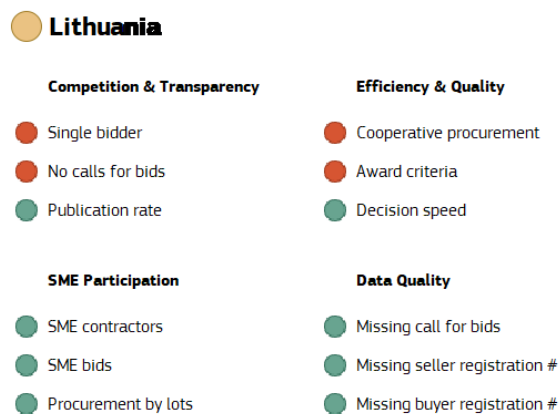 Lithuania
Competition & Transparency
Single bidder
No calls for bids
Publication rate
Efficiency & Quality
Cooperative procurement
Award criteria
Decision speed
SME Participation
SME contractors
SME bids
Procurement by lots
Data Quality
Missing call for bids
Missing seller registration #
Missing buyer registration #